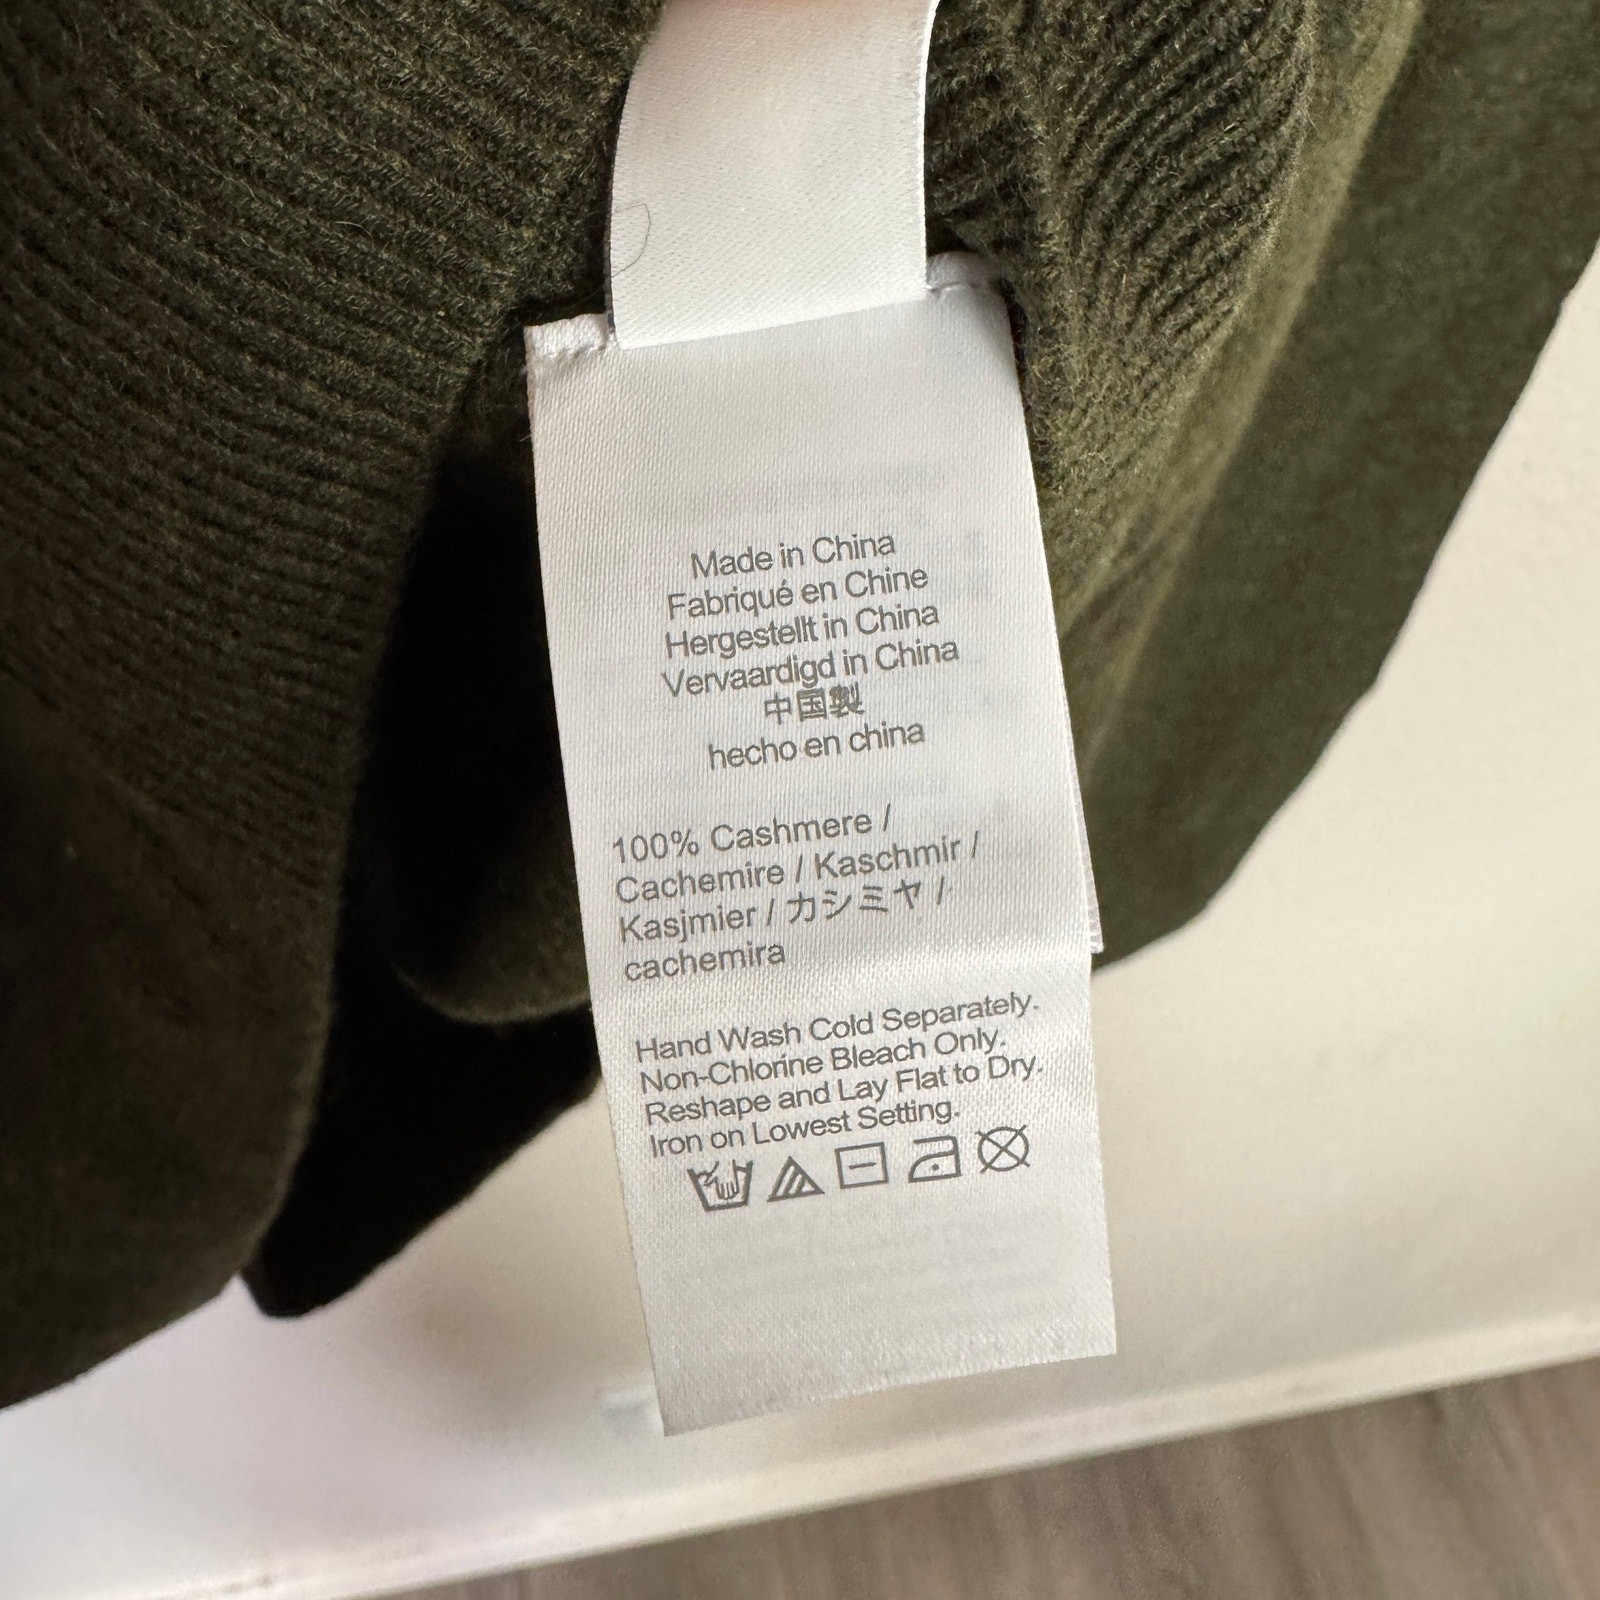 Made in China
Fabriqué en Chine
Hergestellt in China
Vervaardigd in China
中国製
hecho en china
100% Cashmere /
Cachemire / Kaschmir /
Kasjmier / カシミヤ /
cachemira
Hand Wash Cold Separately.
Non-Chlorine Bleach Only.
Reshape and Lay Flat to Dry.
Iron on Lowest Setting.